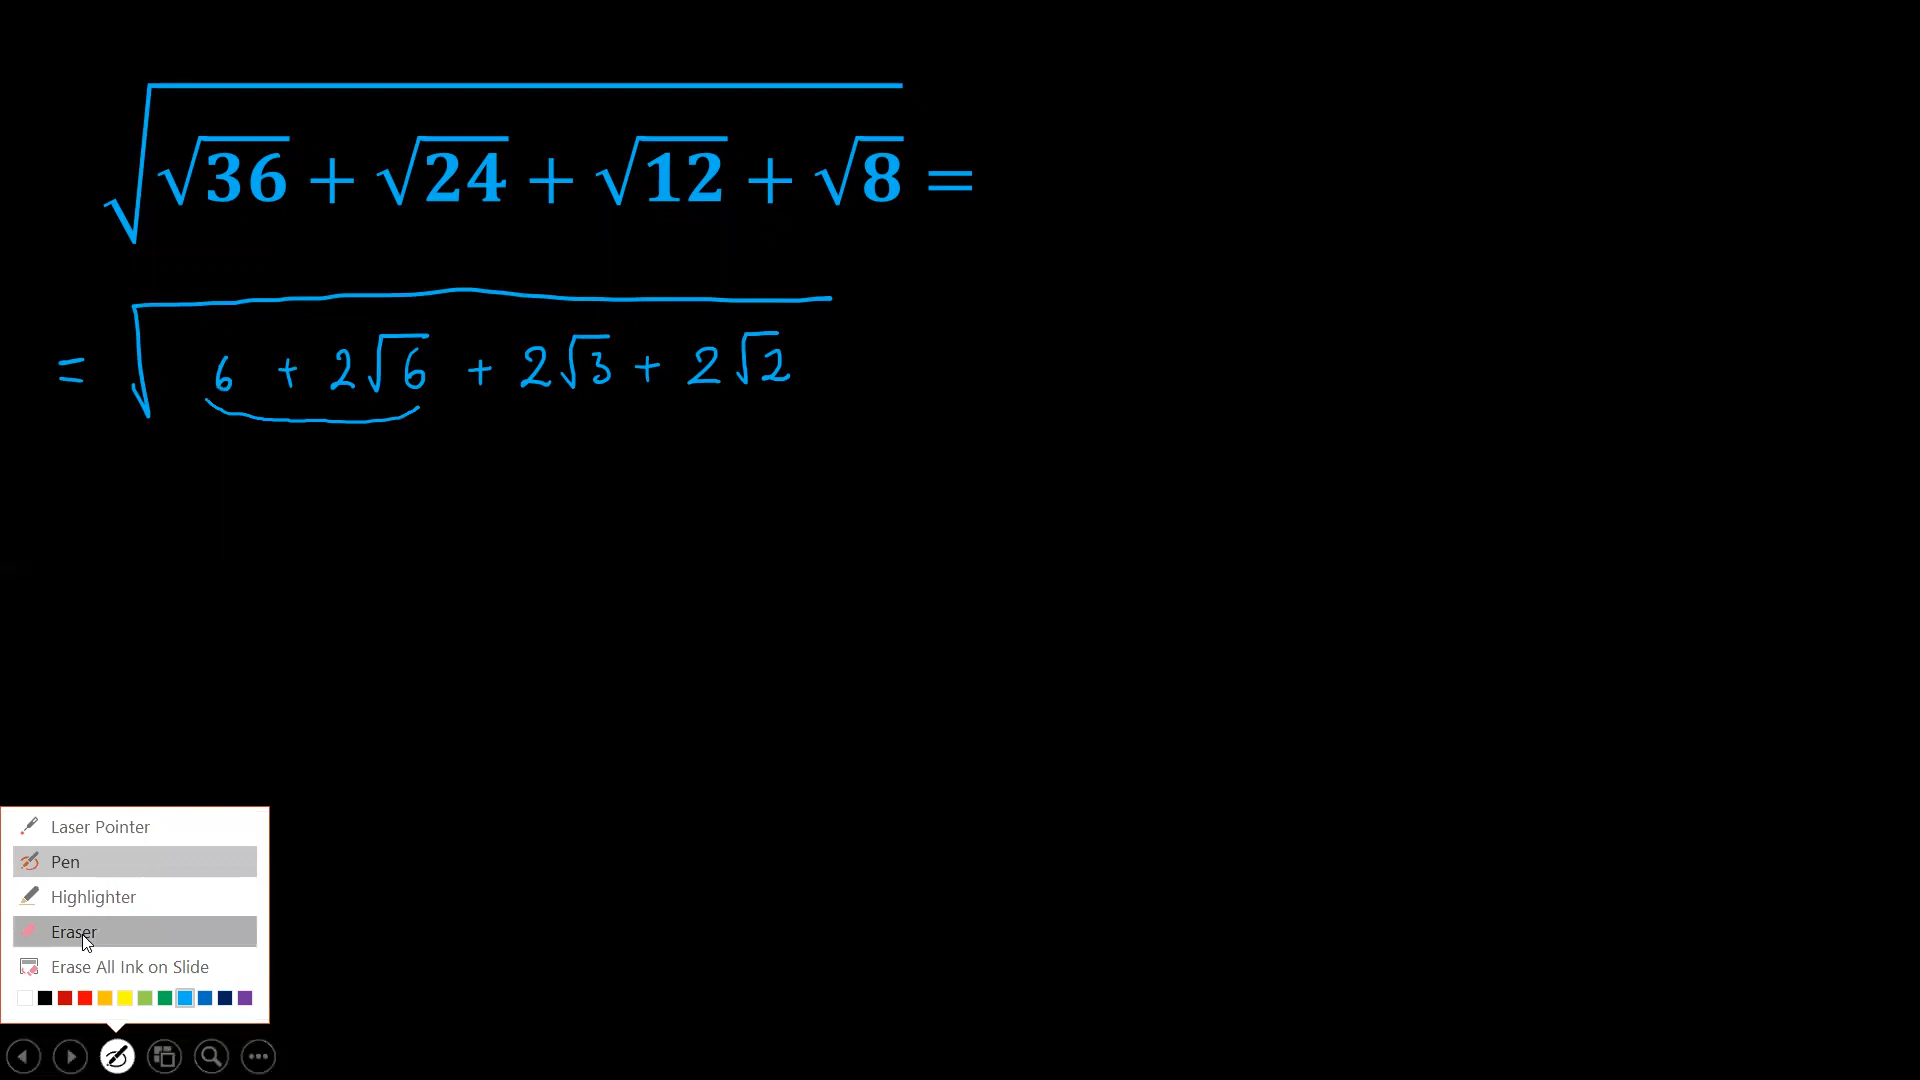 √(√36 + √24 + √12 + √8) =
= √(6 + 2√6 + 2√3 + 2√2)
Laser Pointer
Pen
Highlighter
Eraser
Erase All Ink on Slide